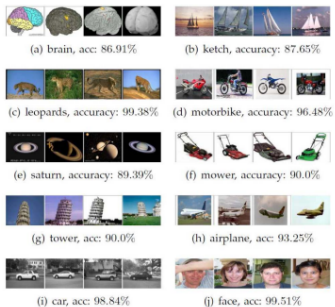 (a) brain, acc: 86.91%
(b) ketch, accuracy: 87.65%
(c) leopards, accuracy: 99.38%
(d) motorbike, accuracy: 96.48%
(e) saturn, accuracy: 89.39%
(f) mower, accuracy: 90.0%
(g) tower, acc: 90.0%
(h) airplane, acc: 93.25%
(i) car, acc: 98.84%
(j) face, acc: 99.51%